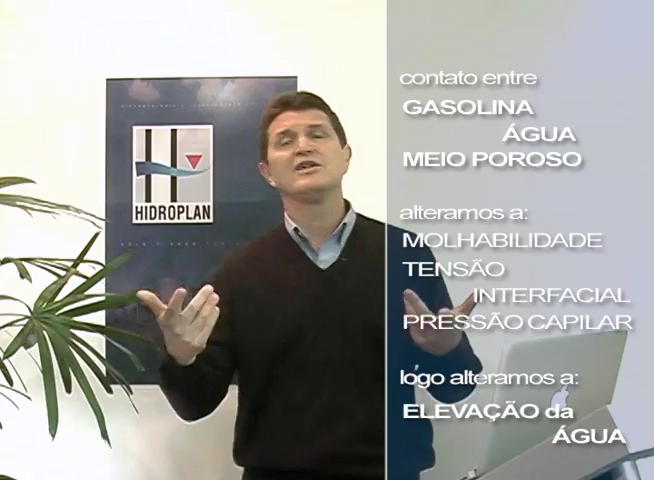 HIDROPLAN
contato entre
GASOLINA
ÁGUA
MEIO POROSO
alteramos a:
MOLHABILIDADE
TENSÃO
INTERFACIAL
PRESSÃO CAPILAR
logo alteramos a:
ELEVAÇÃO da
ÁGUA